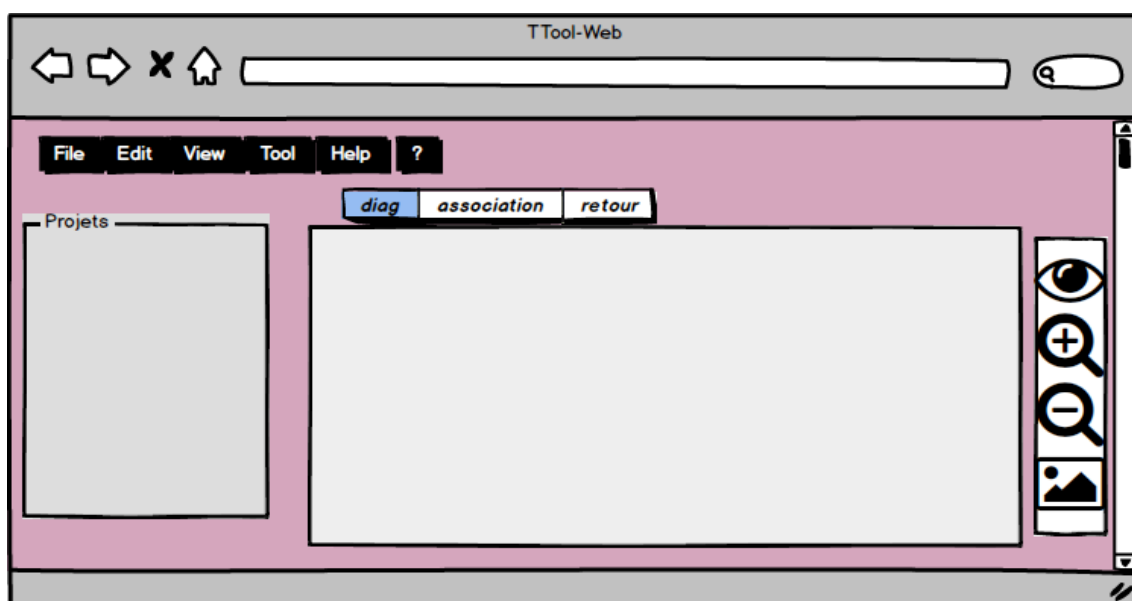 TTool-Web
File Edit View Tool Help ?
diag association retour
Projets